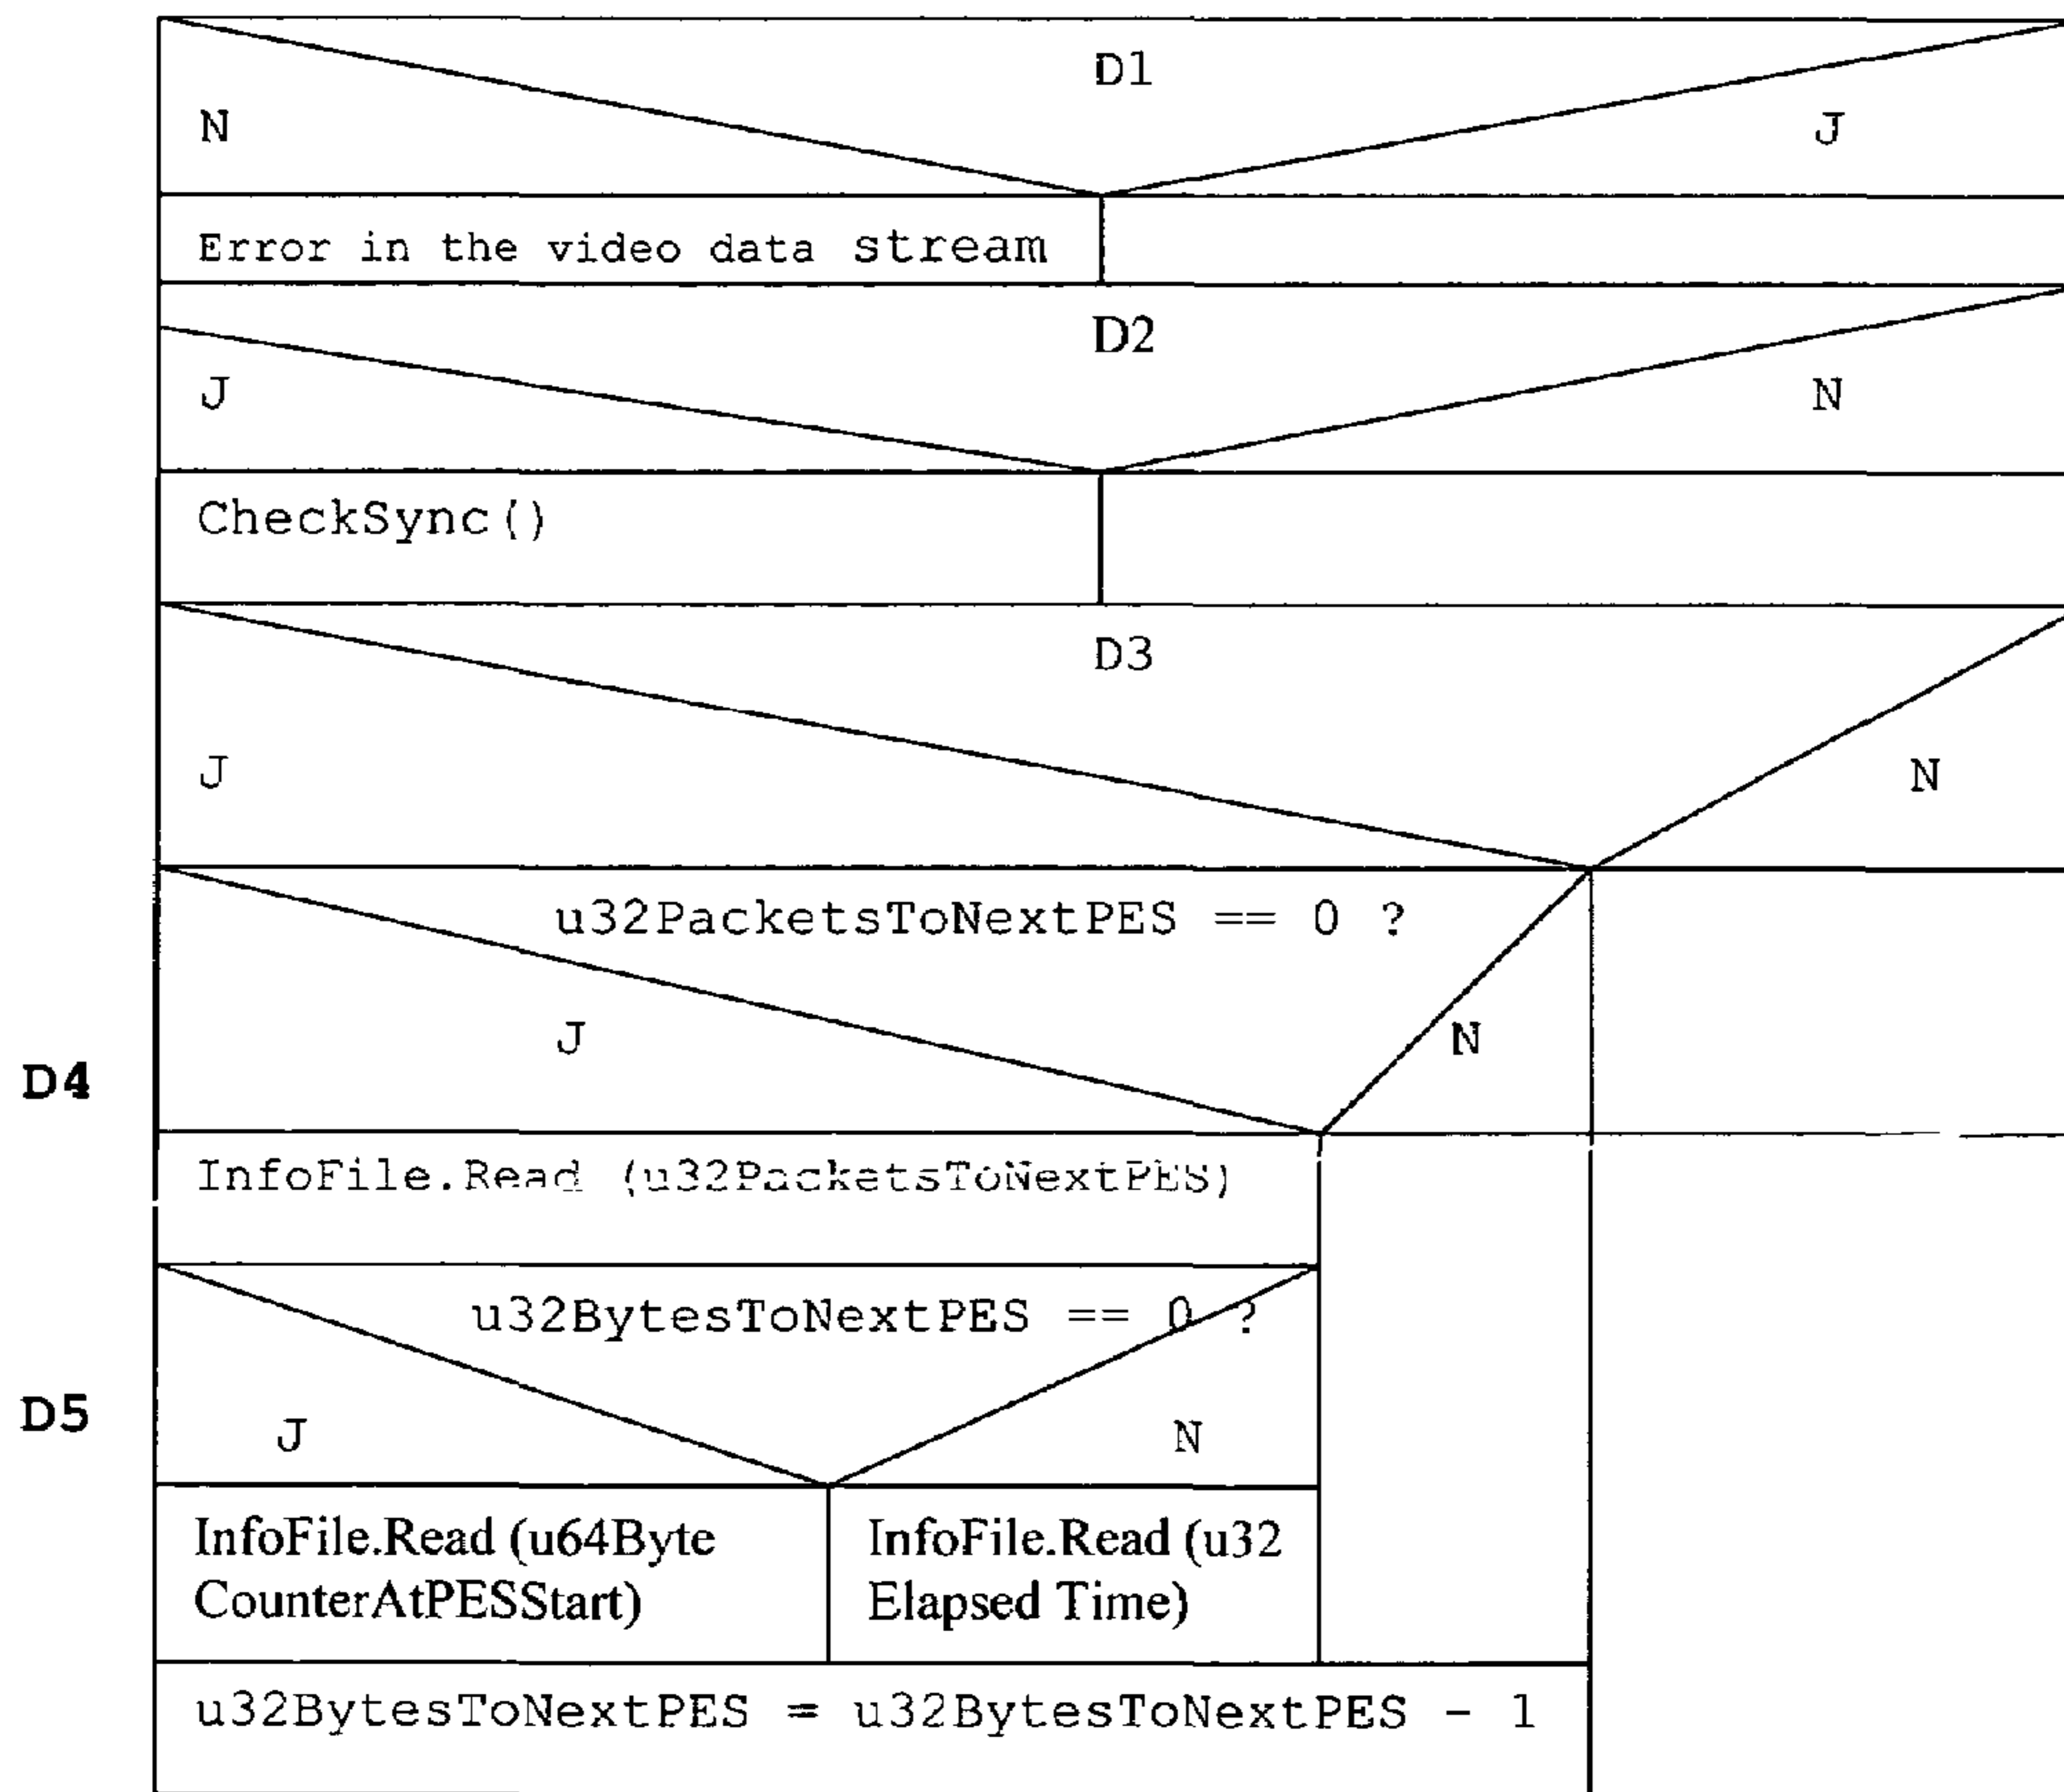 D1
N
J
Error in the video data stream
D2
J
N
CheckSync()
D3
J
N
u32PacketsToNextPES == 0 ?
J
N
D4
InfoFile.Read (u32PacketsToNextPES)
u32BytesToNextPES == 0 ?
D5
J
N
InfoFile.Read (u64Byte
CounterAtPESStart)
InfoFile.Read (u32
Elapsed Time)
u32BytesToNextPES = u32BytesToNextPES - 1